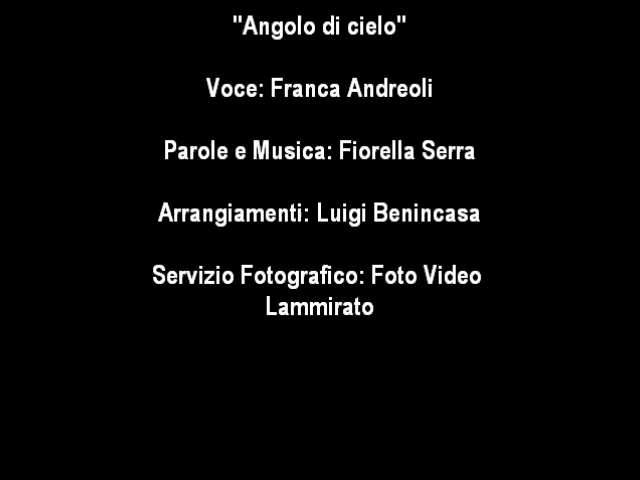 "Angolo di cielo"
Voce: Franca Andreoli
Parole e Musica: Fiorella Serra
Arrangiamenti: Luigi Benincasa
Servizio Fotografico: Foto Video
Lammirato